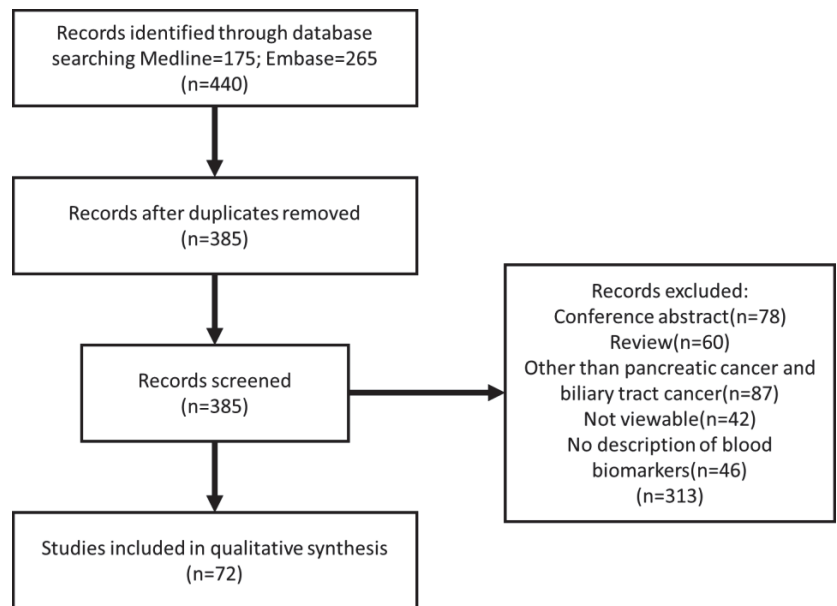 Records identified through database
searching Medline=175; Embase=265
(n=440)
Records after duplicates removed
(n=385)
Records screened
(n=385)
Records excluded:
Conference abstract(n=78)
Review(n=60)
Other than pancreatic cancer and
biliary tract cancer(n=87)
Not viewable(n=42)
No description of blood
biomarkers(n=46)
(n=313)
Studies included in qualitative synthesis
(n=72)